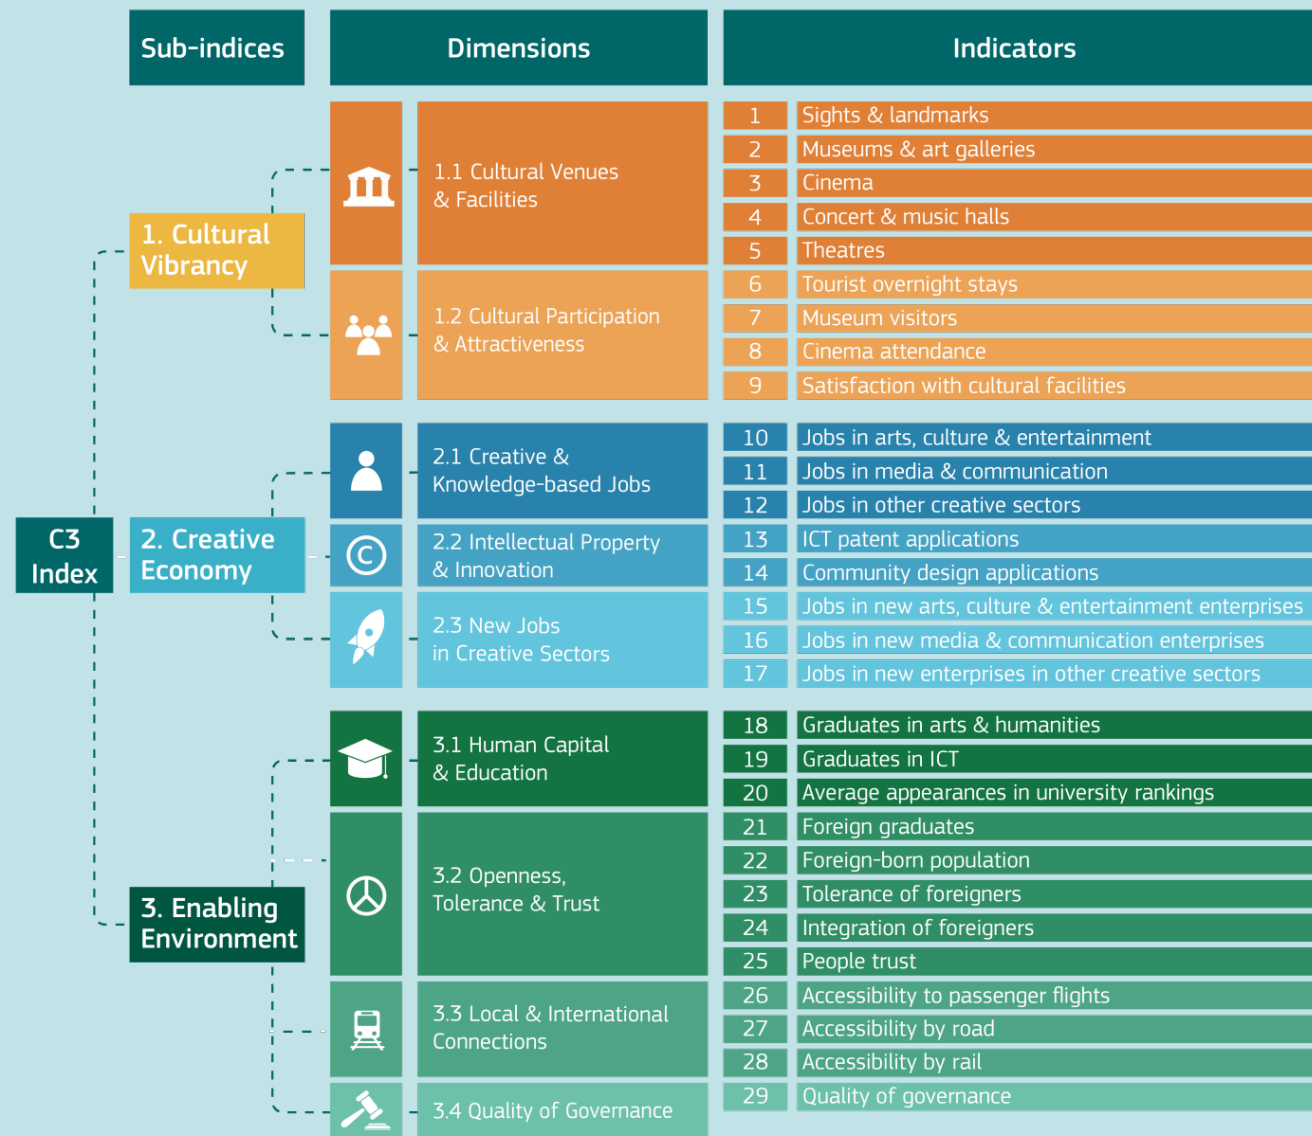 Sub-indices
Dimensions
Indicators
C3
Index
1. Cultural
Vibrancy
1.1 Cultural Venues
& Facilities
1 Sights & landmarks
2 Museums & art galleries
3 Cinema
4 Concert & music halls
5 Theatres
1.2 Cultural Participation
& Attractiveness
6 Tourist overnight stays
7 Museum visitors
8 Cinema attendance
9 Satisfaction with cultural facilities
2. Creative
Economy
2.1 Creative &
Knowledge-based Jobs
10 Jobs in arts, culture & entertainment
11 Jobs in media & communication
12 Jobs in other creative sectors
C
2.2 Intellectual Property
& Innovation
13 ICT patent applications
14 Community design applications
2.3 New Jobs
in Creative Sectors
15 Jobs in new arts, culture & entertainment enterprises
16 Jobs in new media & communication enterprises
17 Jobs in new enterprises in other creative sectors
3. Enabling
Environment
3.1 Human Capital
& Education
18 Graduates in arts & humanities
19 Graduates in ICT
20 Average appearances in university rankings
3.2 Openness,
Tolerance & Trust
21 Foreign graduates
22 Foreign-born population
23 Tolerance of foreigners
24 Integration of foreigners
25 People trust
3.3 Local & International
Connections
26 Accessibility to passenger flights
27 Accessibility by road
28 Accessibility by rail
3.4 Quality of Governance
29 Quality of governance